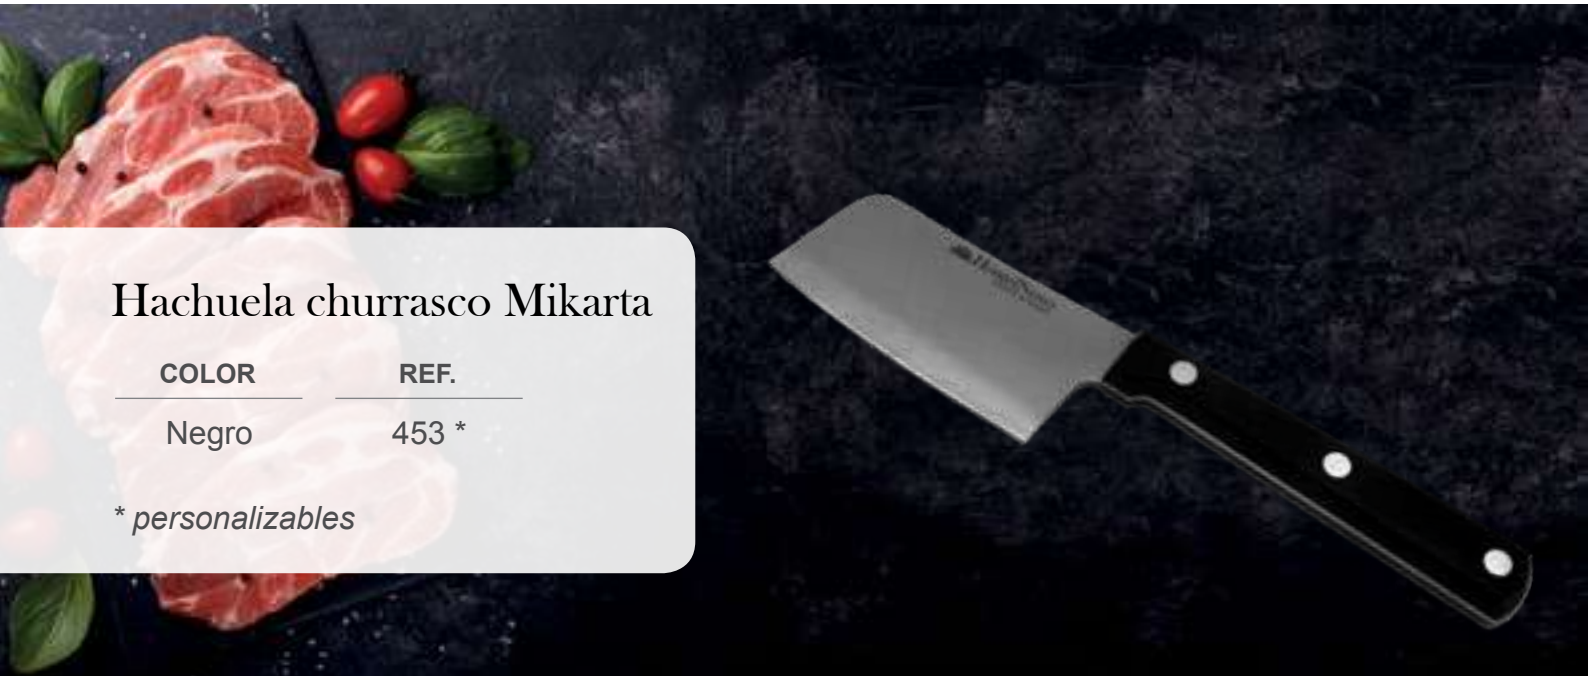 Hachuela churrasco Mikarta
COLOR REF.
Negro 453 *
* personalizables